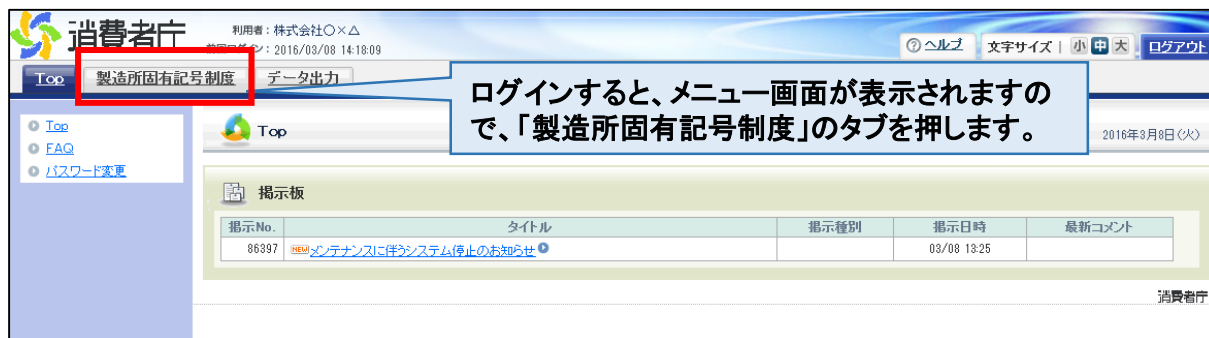 消費者庁
利用者：株式会社○×△
前回ログイン：2016/03/08 14:18:09
ヘルプ 文字サイズ | 小 中 大 ログアウト
Top 製造所固有記号制度 データ出力
ログインすると、メニュー画面が表示されますの
で、「製造所固有記号制度」のタブを押します。
Top
FAQ
パスワード変更
Top
2016年3月8日(火)
掲示板
掲示No. タイトル 掲示種別 掲示日時 最新コメント
86397 NEW メンテナンスに伴うシステム停止のお知らせ 03/08 13:25
消費者庁